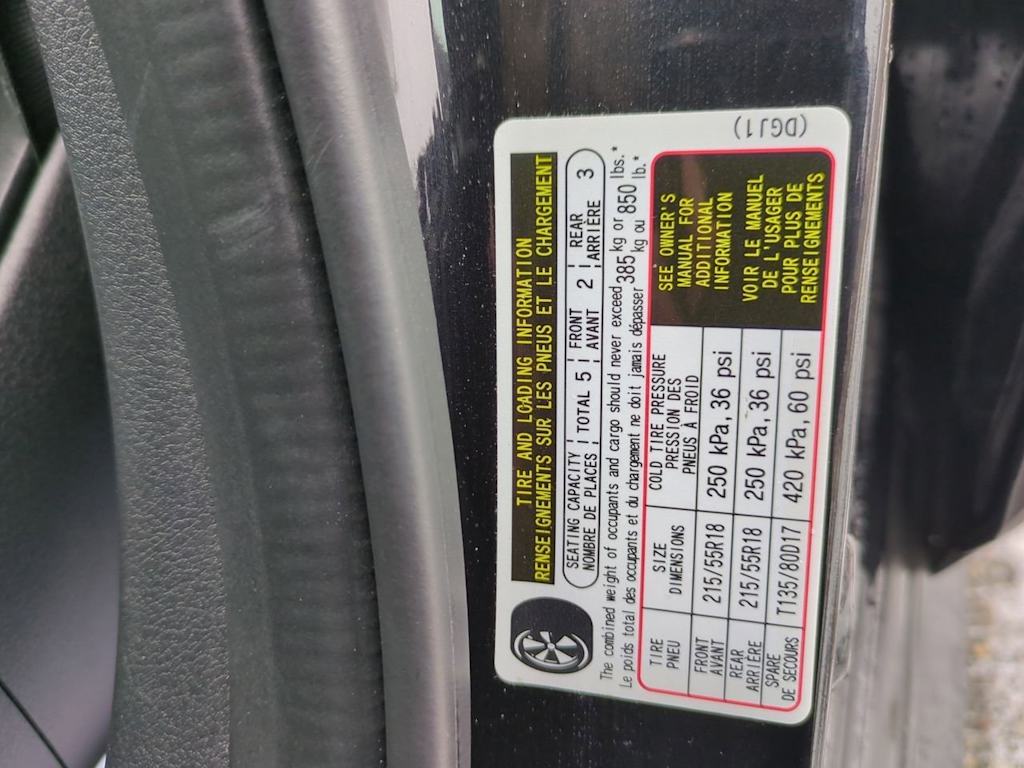 TIRE AND LOADING INFORMATION
RENSEIGNEMENTS SUR LES PNEUS ET LE CHARGEMENT
SEATING CAPACITY TOTAL 5 FRONT 2 REAR 3
NOMBRE DE PLACES AVANT ARRIÈRE
The combined weight of occupants and cargo should never exceed 385 kg or 850 lbs.*
Le poids total des occupants et du chargement ne doit jamais dépasser kg ou lb.*
TIRE SIZE COLD TIRE PRESSURE
PNEU DIMENSIONS PRESSION DES
PNEUS À FROID
FRONT 215/55R18 250 kPa, 36 psi
AVANT
REAR 215/55R18 250 kPa, 36 psi
ARRIÈRE
SPARE T135/80D17 420 kPa, 60 psi
DE SECOURS
SEE OWNER'S
MANUAL FOR
ADDITIONAL
INFORMATION
VOIR LE MANUEL
DE L'USAGER
POUR PLUS DE
RENSEIGNEMENTS
(DGJ1)